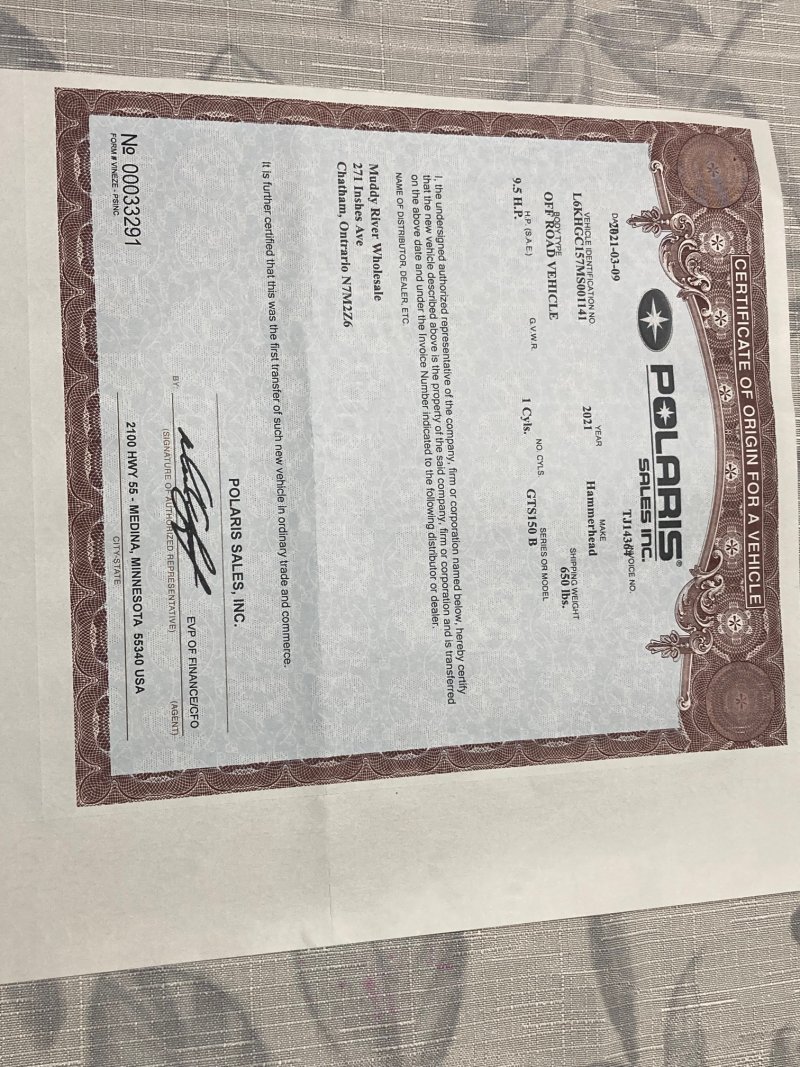 CERTIFICATE OF ORIGIN FOR A VEHICLE
POLARIS®
SALES INC.
2021-03-09
INVOICE NO.
TJ14364
VEHICLE IDENTIFICATION NO. YEAR MAKE SHIPPING WEIGHT
L6KHGC157MS001141 2021 Hammerhead 650 lbs.
BODY TYPE NO. CYLS SERIES OR MODEL
OFF ROAD VEHICLE 1 Cyls. GTS150 B
H.P. (S.A.E.) G.V.W.R.
9.5 H.P.
I, the undersigned authorized representative of the company, firm or corporation named below, hereby certify
that the new vehicle described above is the property of the said company, firm or corporation and is transferred
on the above date and under the Invoice Number indicated to the following distributor or dealer.
NAME OF DISTRIBUTOR, DEALER, ETC.
Muddy River Wholesale
271 Inshes Ave
Chatham, Ontrario N7M2Z6
It is further certified that this was the first transfer of such new vehicle in ordinary trade and commerce.
POLARIS SALES, INC.
BY: EVP OF FINANCE/CFO
(SIGNATURE OF AUTHORIZED REPRESENTATIVE) (AGENT)
2100 HWY 55 - MEDINA, MINNESOTA 55340 USA
CITY-STATE
№ 00033291
FORM # VINEZE - PSINC.